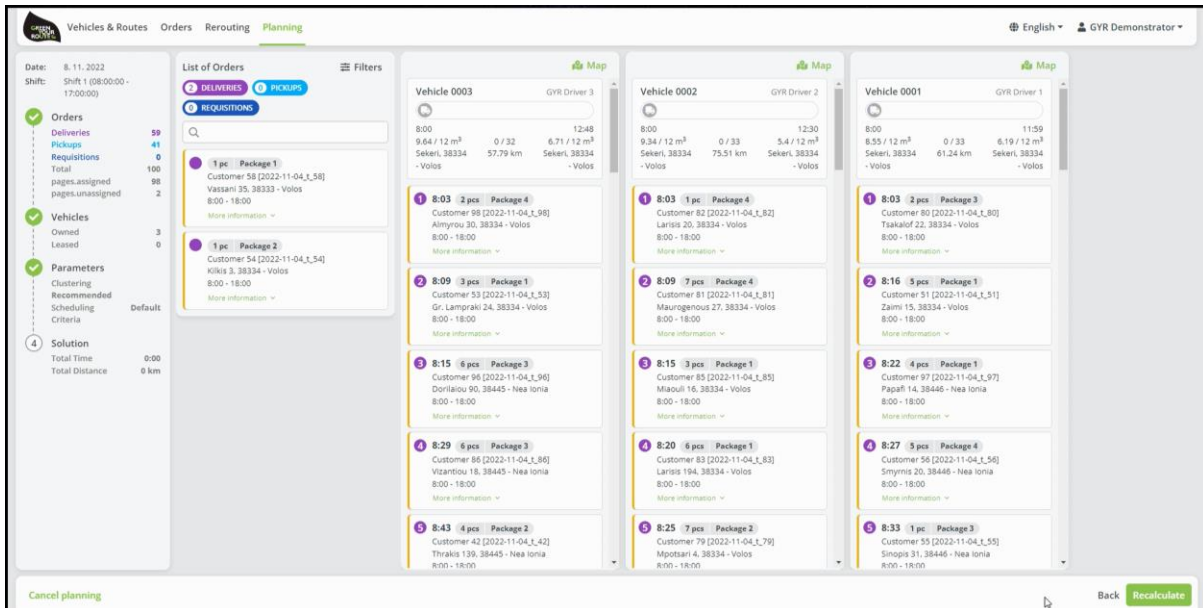 GREEN
YOUR
ROUTE
Vehicles & Routes Orders Rerouting Planning
English
GYR Demonstrator
Date: 8. 11. 2022
Shift: Shift 1 (08:00:00 -
17:00:00)
Orders
Deliveries 59
Pickups 41
Requisitions 0
Total 100
pages.assigned 98
pages.unassigned 2
Vehicles
Owned 3
Leased 0
Parameters
Clustering
Recommended
Scheduling Default
Criteria
4 Solution
Total Time 0:00
Total Distance 0 km
List of Orders Filters
2 DELIVERIES 0 PICKUPS
0 REQUISITIONS
1 pc Package 1
Customer 58 [2022-11-04_t_58]
Vassani 35, 38333 - Volos
8:00 - 18:00
More information
1 pc Package 2
Customer 54 [2022-11-04_t_54]
Kilkis 3, 38334 - Volos
8:00 - 18:00
More information
Map
Vehicle 0003 GYR Driver 3
8:00 12:48
9.64 / 12 m³ 0 / 32 6.71 / 12 m³
Sekeri, 38334 57.79 km Sekeri, 38334
- Volos - Volos
1 8:03 2 pcs Package 4
Customer 98 [2022-11-04_t_98]
Almyrou 30, 38334 - Volos
8:00 - 18:00
More information
2 8:09 3 pcs Package 1
Customer 53 [2022-11-04_t_53]
Gr. Lampraki 24, 38334 - Volos
8:00 - 18:00
More information
3 8:15 6 pcs Package 3
Customer 96 [2022-11-04_t_96]
Dorilaiou 90, 38445 - Nea Ionia
8:00 - 18:00
More information
4 8:29 6 pcs Package 3
Customer 86 [2022-11-04_t_86]
Vizantiou 18, 38445 - Nea Ionia
8:00 - 18:00
More information
5 8:43 4 pcs Package 2
Customer 42 [2022-11-04_t_42]
Thrakis 139, 38445 - Nea Ionia
8:00 - 18:00
Map
Vehicle 0002 GYR Driver 2
8:00 12:30
9.34 / 12 m³ 0 / 33 5.4 / 12 m³
Sekeri, 38334 75.51 km Sekeri, 38334
- Volos - Volos
1 8:03 1 pc Package 4
Customer 82 [2022-11-04_t_82]
Larisis 20, 38334 - Volos
8:00 - 18:00
More information
2 8:09 7 pcs Package 4
Customer 81 [2022-11-04_t_81]
Maurogenous 27, 38334 - Volos
8:00 - 18:00
More information
3 8:15 3 pcs Package 1
Customer 85 [2022-11-04_t_85]
Miaouli 16, 38334 - Volos
8:00 - 18:00
More information
4 8:20 6 pcs Package 1
Customer 83 [2022-11-04_t_83]
Larisis 194, 38334 - Volos
8:00 - 18:00
More information
5 8:25 7 pcs Package 2
Customer 79 [2022-11-04_t_79]
Mpotsari 4, 38334 - Volos
8:00 - 18:00
Map
Vehicle 0001 GYR Driver 1
8:00 11:59
8.55 / 12 m³ 0 / 33 6.19 / 12 m³
Sekeri, 38334 61.24 km Sekeri, 38334
- Volos - Volos
1 8:03 2 pcs Package 3
Customer 80 [2022-11-04_t_80]
Tsakalof 22, 38334 - Volos
8:00 - 18:00
More information
2 8:16 5 pcs Package 1
Customer 51 [2022-11-04_t_51]
Zaimi 15, 38334 - Volos
8:00 - 18:00
More information
3 8:22 4 pcs Package 1
Customer 97 [2022-11-04_t_97]
Papafi 14, 38446 - Nea Ionia
8:00 - 18:00
More information
4 8:27 5 pcs Package 4
Customer 56 [2022-11-04_t_56]
Smyrnis 20, 38446 - Nea Ionia
8:00 - 18:00
More information
5 8:33 1 pc Package 3
Customer 55 [2022-11-04_t_55]
Sinopis 31, 38446 - Nea Ionia
8:00 - 18:00
Cancel planning
Back Recalculate